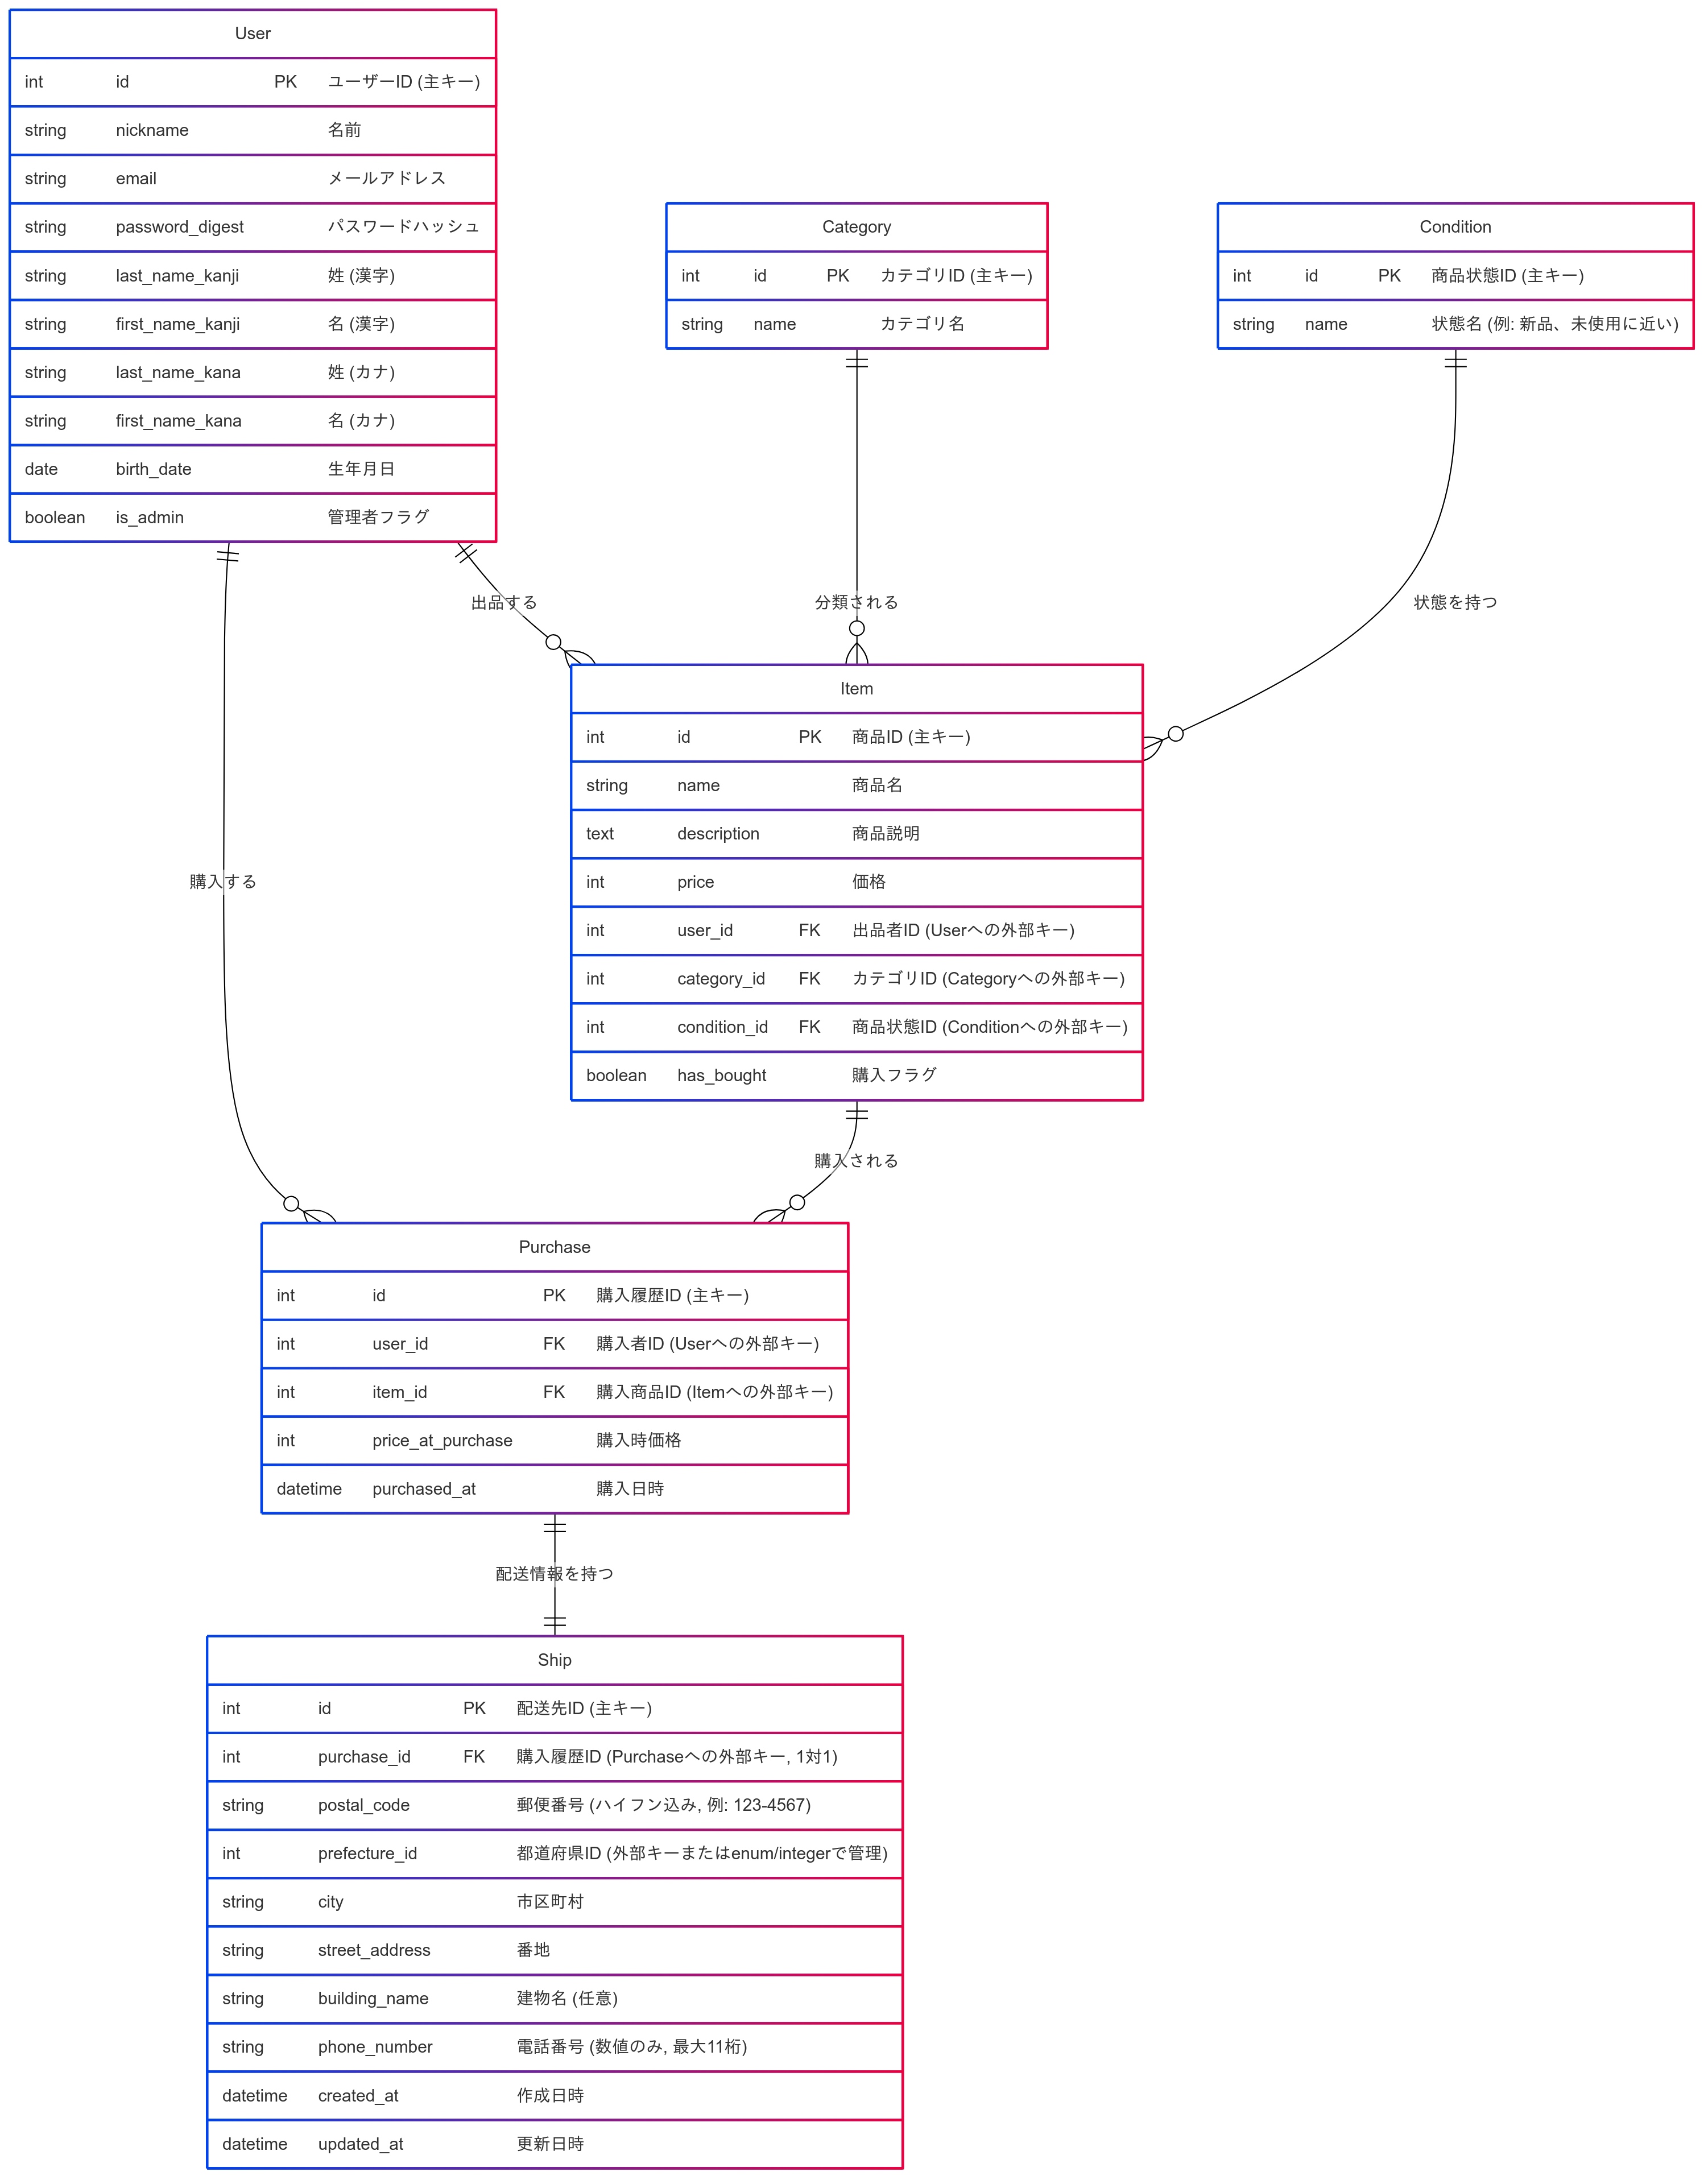 User
int id PK ユーザーID (主キー)
string nickname 名前
string email メールアドレス
string password_digest パスワードハッシュ
string last_name_kanji 姓 (漢字)
string first_name_kanji 名 (漢字)
string last_name_kana 姓 (カナ)
string first_name_kana 名 (カナ)
date birth_date 生年月日
boolean is_admin 管理者フラグ
Category
int id PK カテゴリID (主キー)
string name カテゴリ名
Condition
int id PK 商品状態ID (主キー)
string name 状態名 (例: 新品、未使用に近い)
出品する
分類される
状態を持つ
Item
int id PK 商品ID (主キー)
string name 商品名
text description 商品説明
int price 価格
int user_id FK 出品者ID (Userへの外部キー)
int category_id FK カテゴリID (Categoryへの外部キー)
int condition_id FK 商品状態ID (Conditionへの外部キー)
boolean has_bought 購入フラグ
購入する
購入される
Purchase
int id PK 購入履歴ID (主キー)
int user_id FK 購入者ID (Userへの外部キー)
int item_id FK 購入商品ID (Itemへの外部キー)
int price_at_purchase 購入時価格
datetime purchased_at 購入日時
配送情報を持つ
Ship
int id PK 配送先ID (主キー)
int purchase_id FK 購入履歴ID (Purchaseへの外部キー, 1対1)
string postal_code 郵便番号 (ハイフン込み, 例: 123-4567)
int prefecture_id 都道府県ID (外部キーまたはenum/integerで管理)
string city 市区町村
string street_address 番地
string building_name 建物名 (任意)
string phone_number 電話番号 (数値のみ, 最大11桁)
datetime created_at 作成日時
datetime updated_at 更新日時